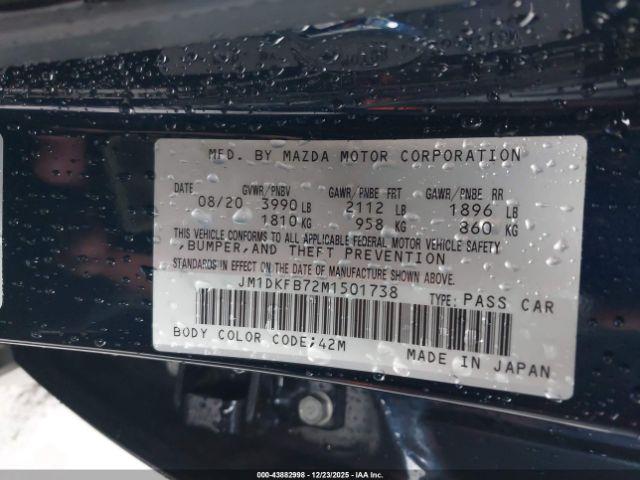 MFD. BY MAZDA MOTOR CORPORATION
DATE GVWR/PNBV GAWR/PNBE FRT GAWR/PNBE RR
08/20 3990 LB 2112 LB 1896 LB
1810 KG 958 KG 860 KG
THIS VEHICLE CONFORMS TO ALL APPLICABLE FEDERAL MOTOR VEHICLE SAFETY
,BUMPER,AND THEFT PREVENTION
STANDARDS IN EFFECT ON THE DATE OF MANUFACTURE SHOWN ABOVE.
JM1DKFB72M1501738 TYPE: PASS CAR
BODY COLOR CODE:42M MADE IN JAPAN
000-43882998 - 12/23/2025 - IAAI Inc.